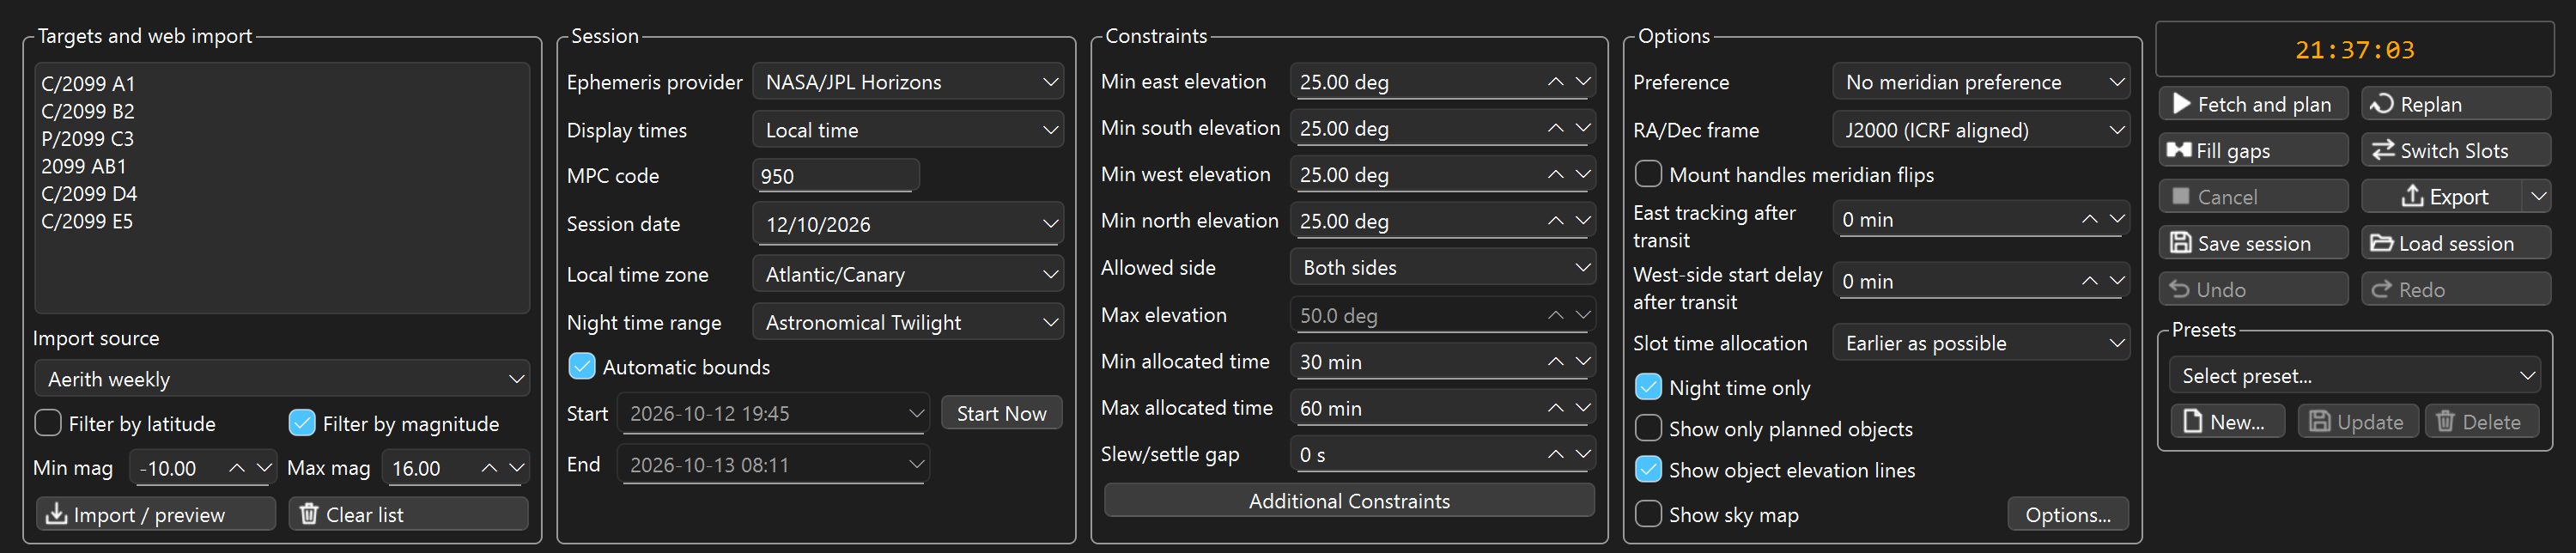 Targets and web import
C/2099 A1
C/2099 B2
P/2099 C3
2099 AB1
C/2099 D4
C/2099 E5
Import source
Aerith weekly
Filter by latitude
Filter by magnitude
Min mag -10.00
Max mag 16.00
Import / preview
Clear list
Session
Ephemeris provider NASA/JPL Horizons
Display times Local time
MPC code 950
Session date 12/10/2026
Local time zone Atlantic/Canary
Night time range Astronomical Twilight
Automatic bounds
Start 2026-10-12 19:45 Start Now
End 2026-10-13 08:11
Constraints
Min east elevation 25.00 deg
Min south elevation 25.00 deg
Min west elevation 25.00 deg
Min north elevation 25.00 deg
Allowed side Both sides
Max elevation 50.0 deg
Min allocated time 30 min
Max allocated time 60 min
Slew/settle gap 0 s
Additional Constraints
Options
Preference No meridian preference
RA/Dec frame J2000 (ICRF aligned)
Mount handles meridian flips
East tracking after
transit
0 min
West-side start delay
after transit
0 min
Slot time allocation Earlier as possible
Night time only
Show only planned objects
Show object elevation lines
Show sky map
Options...
21:37:03
Fetch and plan
Replan
Fill gaps
Switch Slots
Cancel
Export
Save session
Load session
Undo
Redo
Presets
Select preset...
New...
Update
Delete